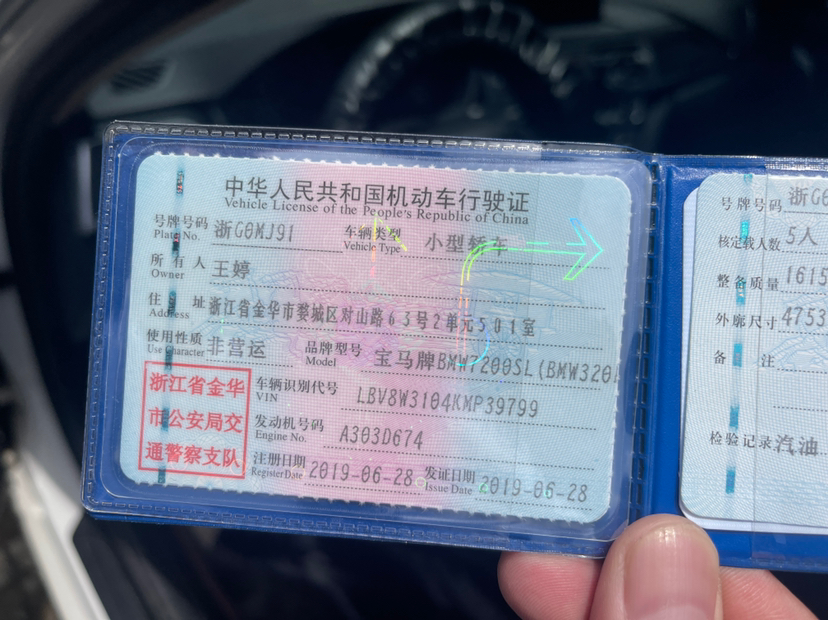 中华人民共和国机动车行驶证
Vehicle License of the People's Republic of China
号牌号码 浙G0MJ91 车辆类型 小型轿车
Plate No. Vehicle Type
所有人 王婷
Owner
住址 浙江省金华市婺城区对山路63号2单元501室
Address
使用性质 非营运 品牌型号 宝马牌BMW7200SL(BMW320
Use Character Model
浙江省金华
市公安局交
通警察支队
车辆识别代号 LBV8W3104KMP39799
VIN
发动机号码 A303D674
Engine No.
注册日期 2019-06-28 发证日期 2019-06-28
Register Date Issue Date
号牌号码 浙G0
核定载人数 5人
整备质量 1615
外廓尺寸 4753
备注
检验记录 汽油